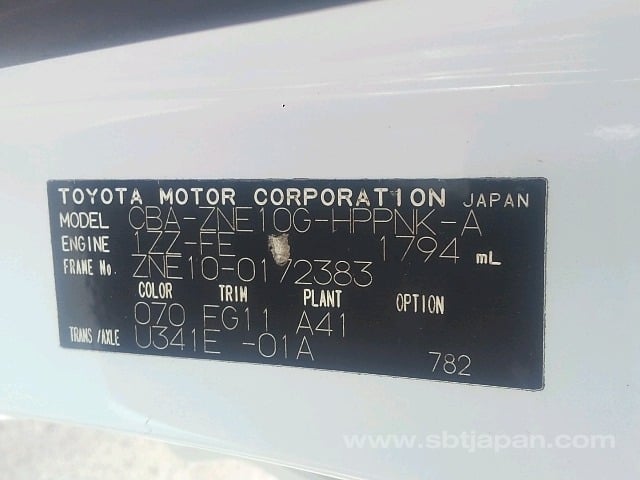 TOYOTA MOTOR CORPORATION JAPAN
MODEL CBA-ZNE10G-HPPNK-A
ENGINE 1ZZ-FE 1794 mL
FRAME No. ZNE10-0172383
COLOR TRIM PLANT OPTION
070 FG11 A41
TRANS/AXLE U341E -01A
782
www.sbtjapan.com